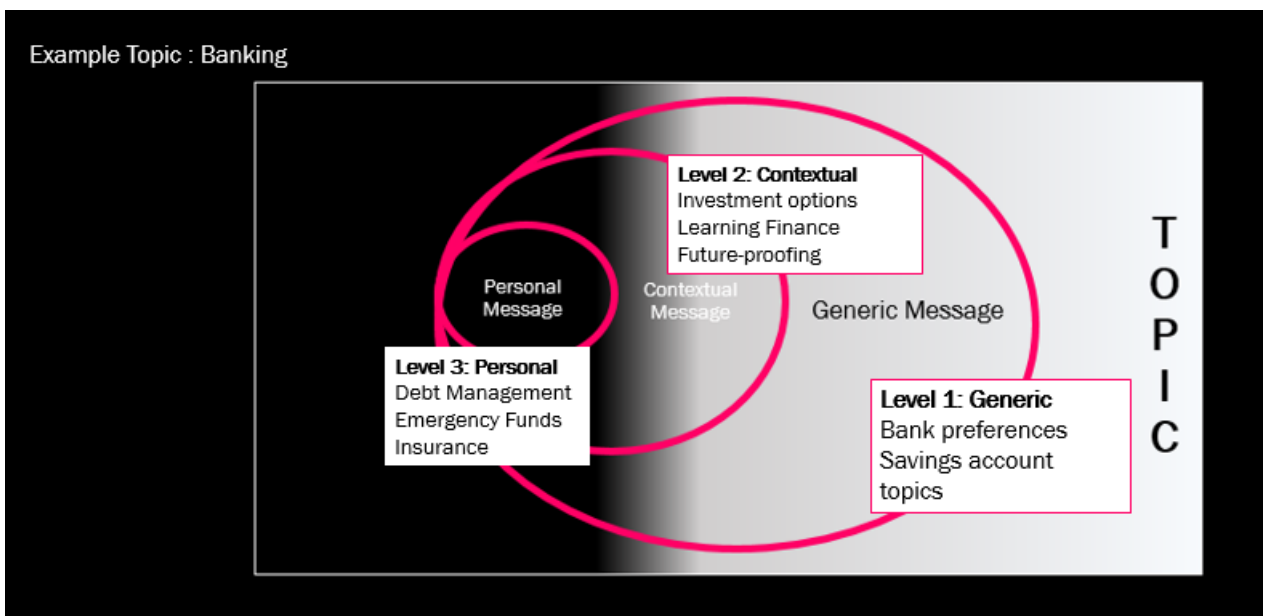 Example Topic : Banking
Level 2: Contextual
Investment options
Learning Finance
Future-proofing
Personal
Message
Contextual
Message
Generic Message
Level 3: Personal
Debt Management
Emergency Funds
Insurance
Level 1: Generic
Bank preferences
Savings account
topics
T
O
P
I
C